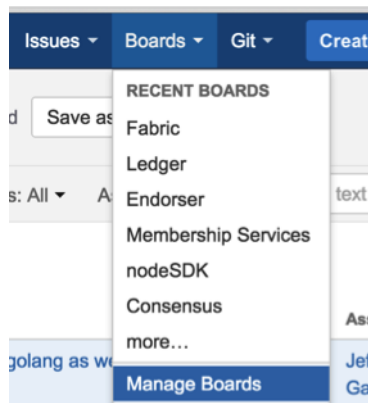 Issues Boards Git Creat
RECENT BOARDS
d Save as
Fabric
Ledger
s: All A Endorser text
Membership Services
nodeSDK
Consensus
Ass
more…
golang as we Jef
Manage Boards Ga